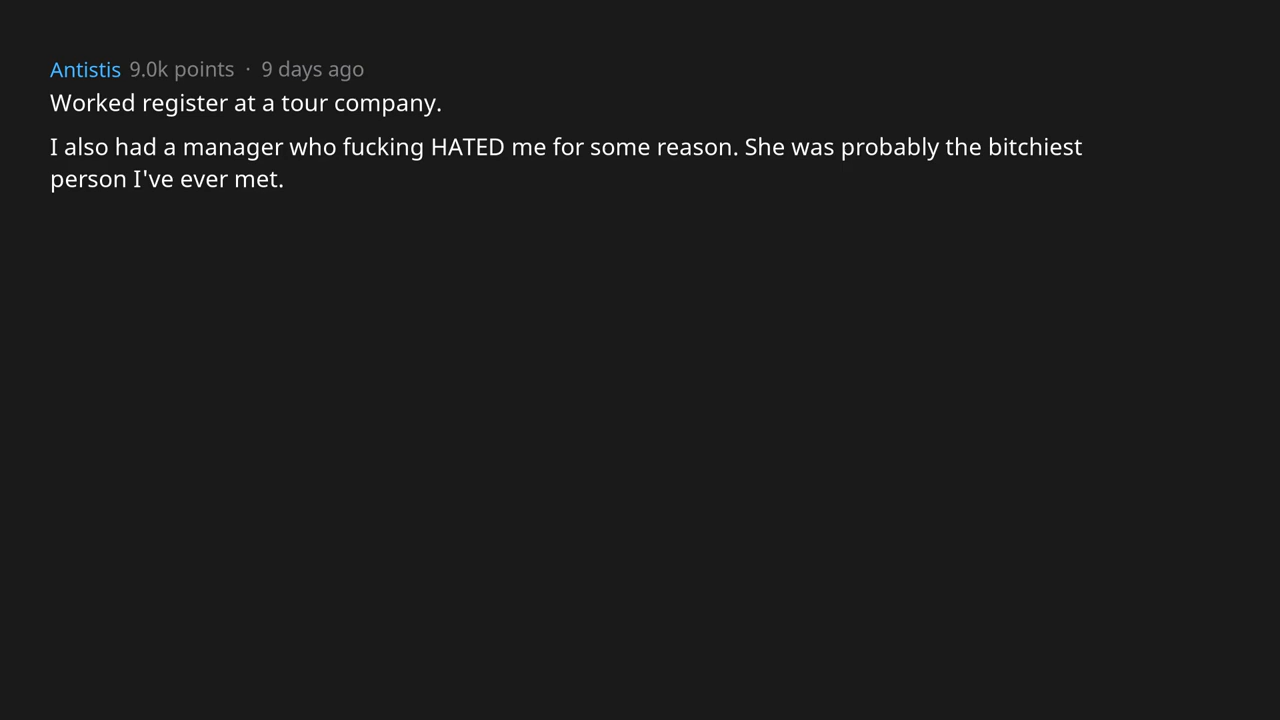 Antistis 9.0k points · 9 days ago
Worked register at a tour company.
I also had a manager who fucking HATED me for some reason. She was probably the bitchiest
person I've ever met.